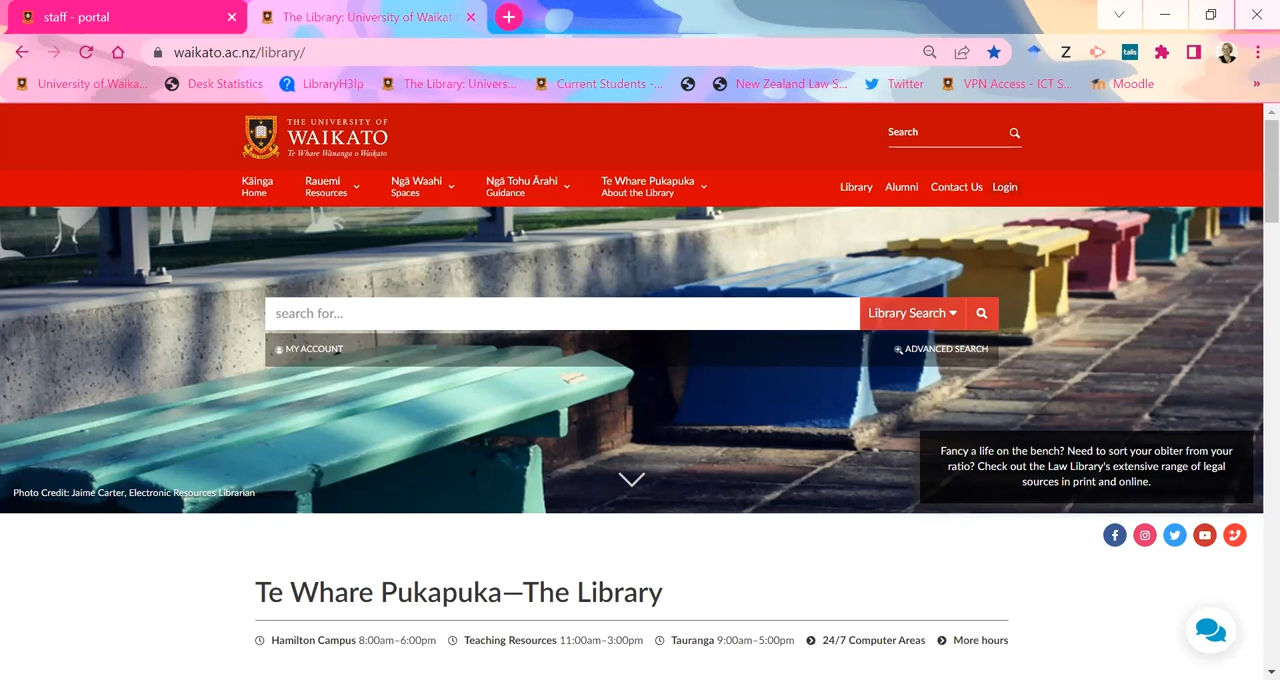 staff - portal
The Library: University of Waikat
waikato.ac.nz/library/
Z
talis
University of Waika...
Desk Statistics
LibraryH3lp
The Library: Univers...
Current Students -...
New Zealand Law S...
Twitter
VPN Access - ICT S...
Moodle
»
THE UNIVERSITY OF
WAIKATO
Te Whare Wānanga o Waikato
Search
Kāinga
Home
Rauemi
Resources
Ngā Waahi
Spaces
Ngā Tohu Ārahi
Guidance
Te Whare Pukapuka
About the Library
Library
Alumni
Contact Us
Login
search for...
Library Search
MY ACCOUNT
ADVANCED SEARCH
Fancy a life on the bench? Need to sort your obiter from your
ratio? Check out the Law Library's extensive range of legal
sources in print and online.
Photo Credit: Jaime Carter, Electronic Resources Librarian
Te Whare Pukapuka—The Library
Hamilton Campus 8:00am–6:00pm
Teaching Resources 11:00am–3:00pm
Tauranga 9:00am–5:00pm
24/7 Computer Areas
More hours